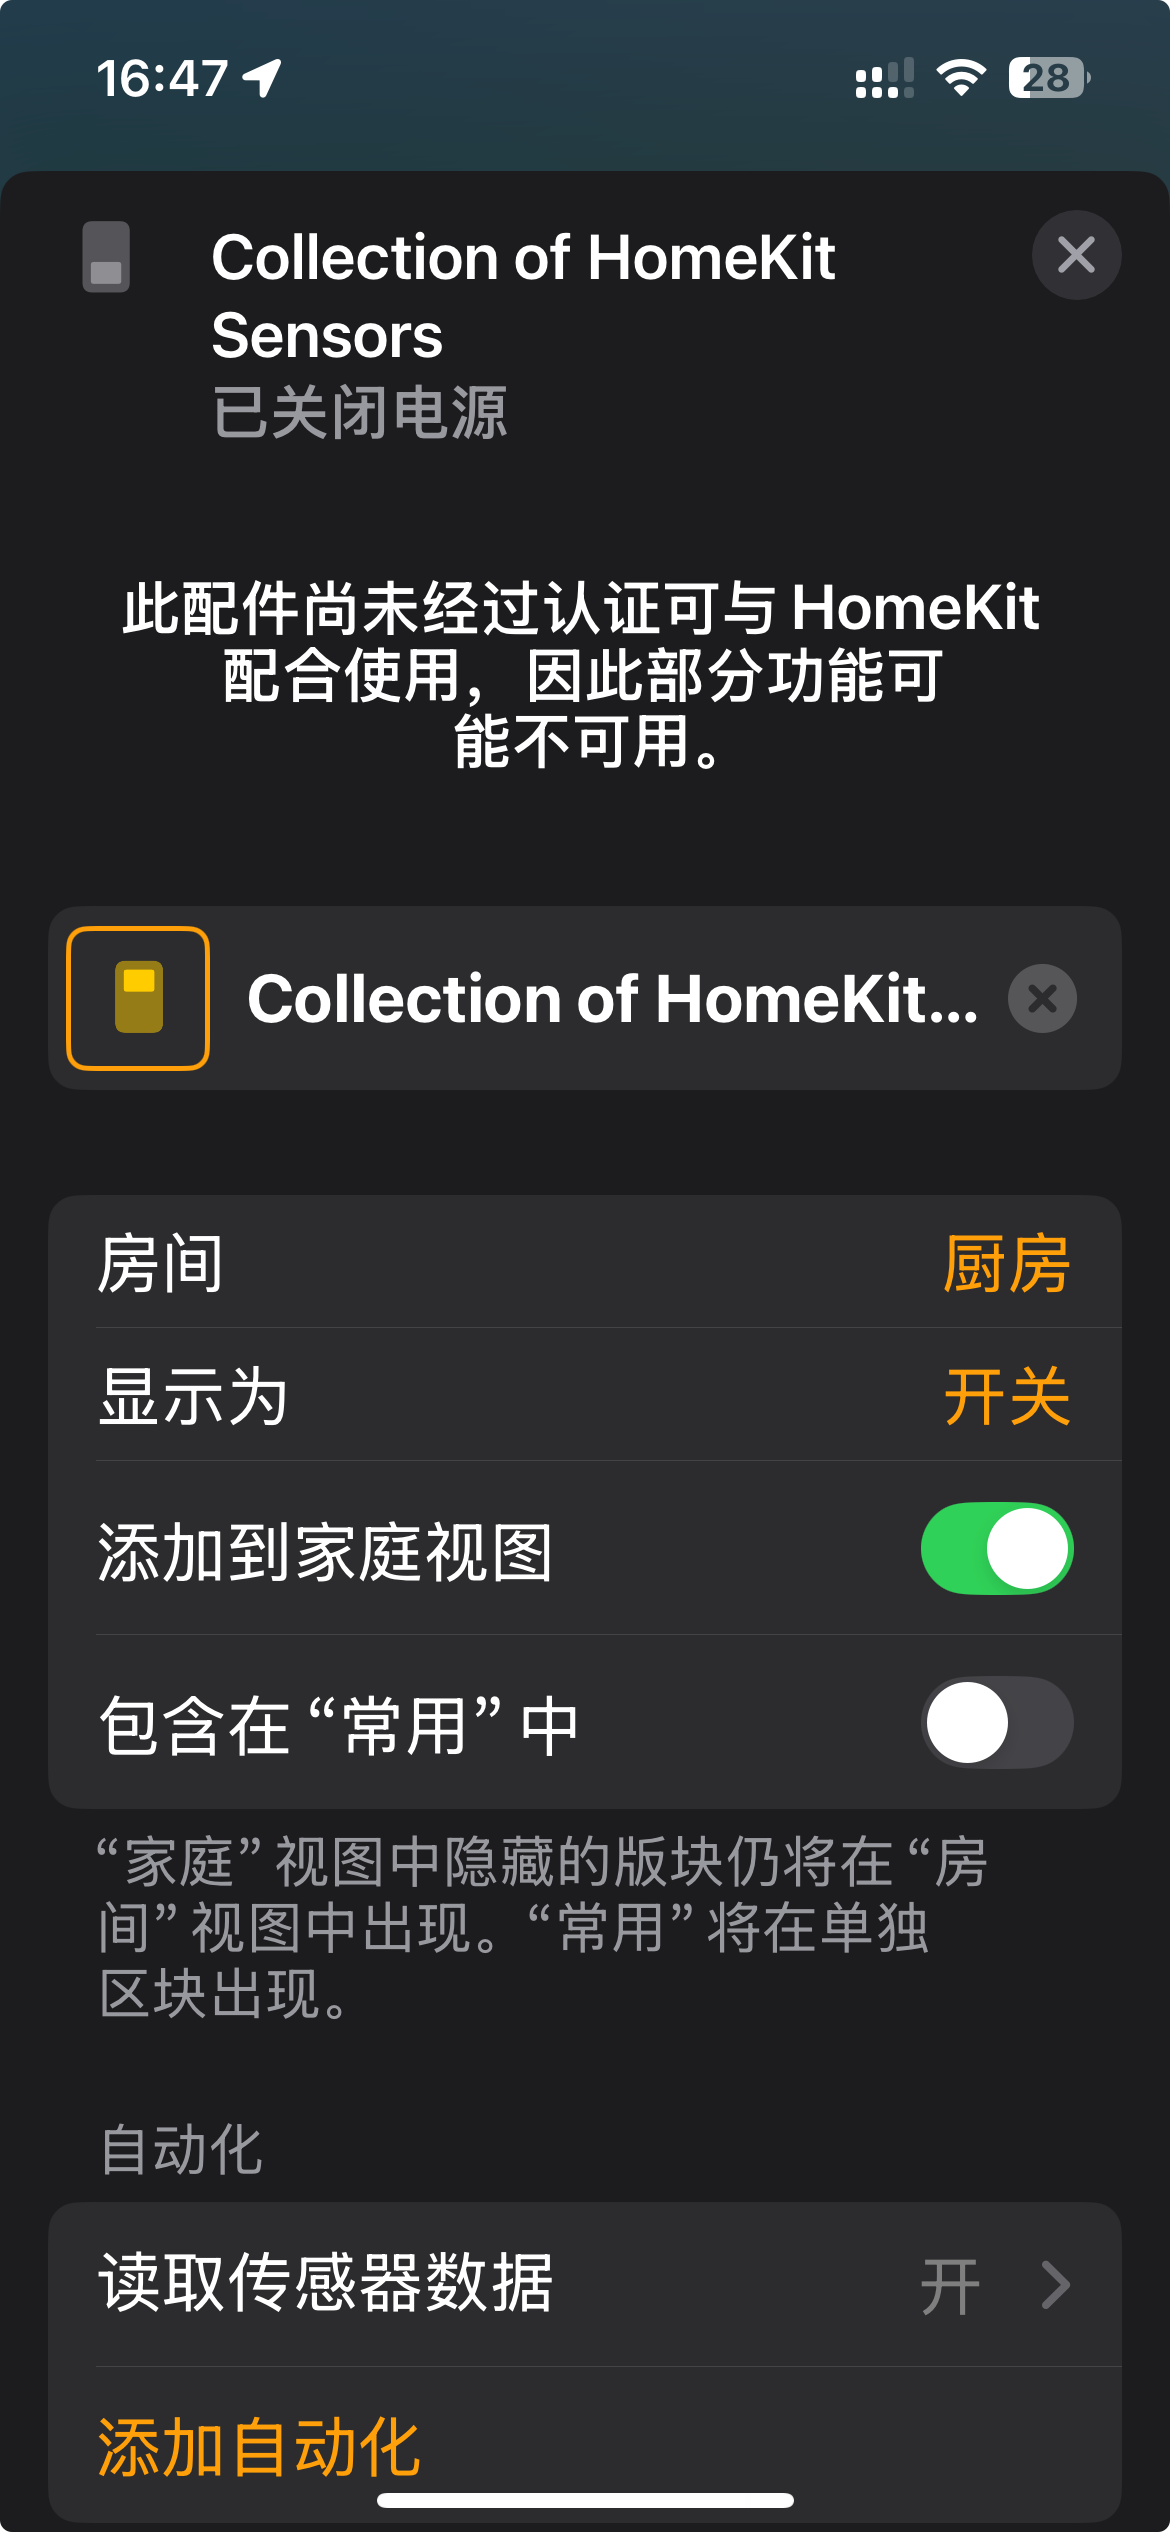 16:47
28
Collection of HomeKit
Sensors
已关闭电源
此配件尚未经过认证可与 HomeKit
配合使用，因此部分功能可
能不可用。
Collection of HomeKit...
房间 厨房
显示为 开关
添加到家庭视图
包含在 “常用” 中
“家庭” 视图中隐藏的版块仍将在 “房
间” 视图中出现。“常用” 将在单独
区块出现。
自动化
读取传感器数据 开
添加自动化